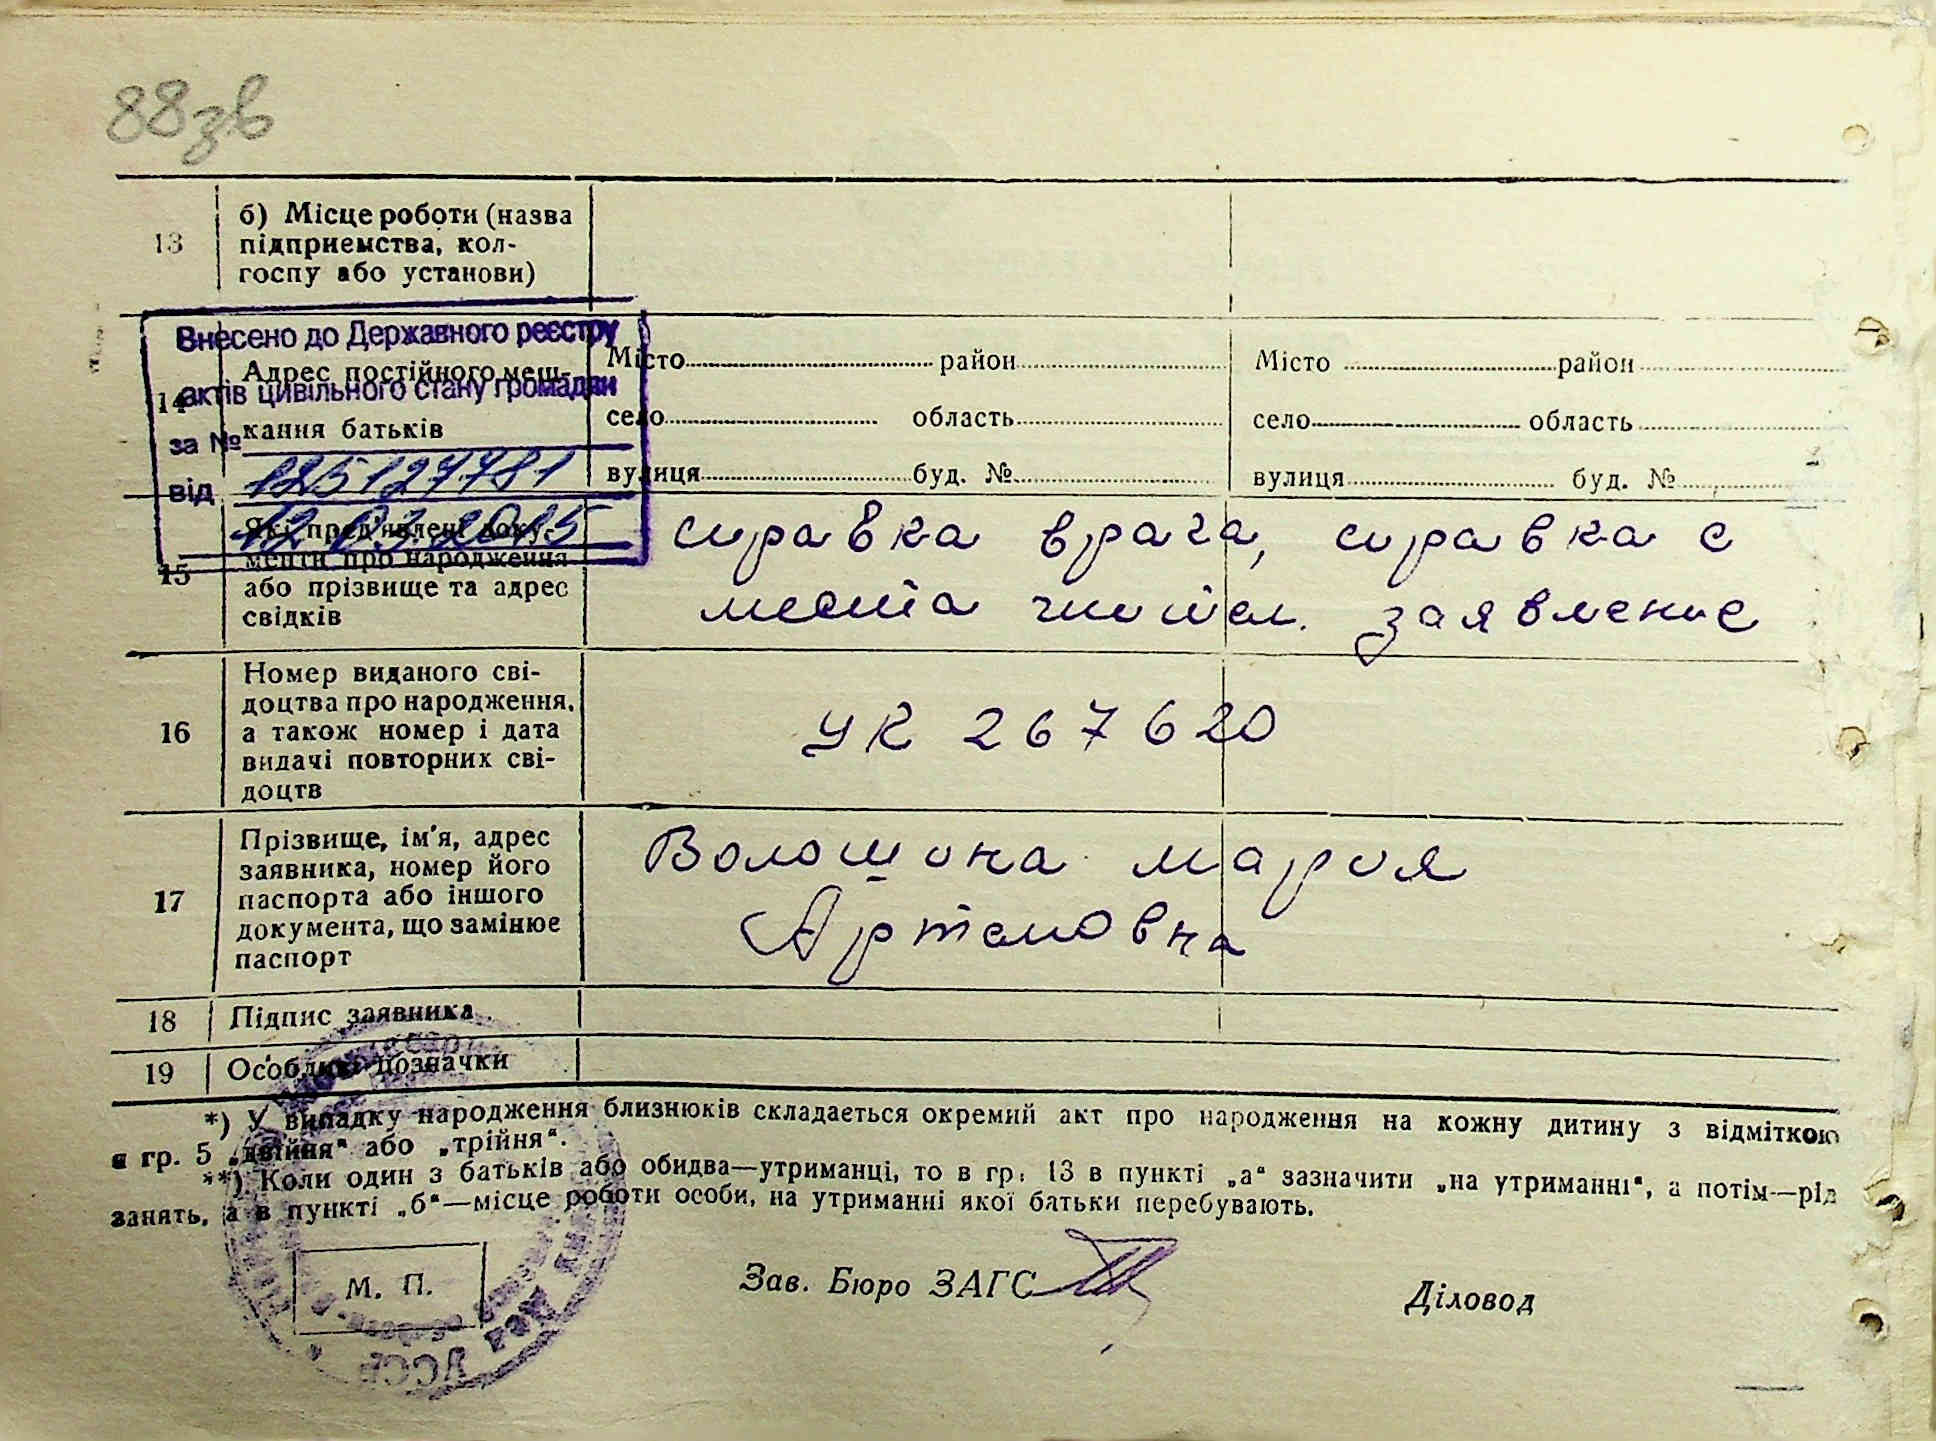 88зв
13
б) Місце роботи (назва
підприємства, кол-
госпу або установи)
Внесено до Державного реєстру
актів цивільного стану громадян
за № 125127781
від 12.03.2015
14
Адрес постійного меш-
кання батьків
Місто район
село область
вулиця буд. №
Місто район
село область
вулиця буд. №
15
Які пред'явлені доку-
менти про народження
або прізвище та адрес
свідків
справка врача, справка с
места жител. заявление
16
Номер виданого сві-
доцтва про народження,
а також номер і дата
видачі повторних сві-
доцтв
УК 267620
17
Прізвище, ім'я, адрес
заявника, номер його
паспорта або іншого
документа, що замінює
паспорт
Волошина Мария
Артемовна
18
Підпис заявника
19
Особливі позначки
*) У випадку народження близнюків складається окремий акт про народження на кожну дитину з відміткою
в гр. 5 „двійня“ або „трійня“.
**) Коли один з батьків або обидва—утриманці, то в гр. 13 в пункті „а“ зазначити „на утриманні“, а потім—рід
занять, а в пункті „б“—місце роботи особи, на утриманні якої батьки перебувають.
М. П.
Зав. Бюро ЗАГС
Діловод